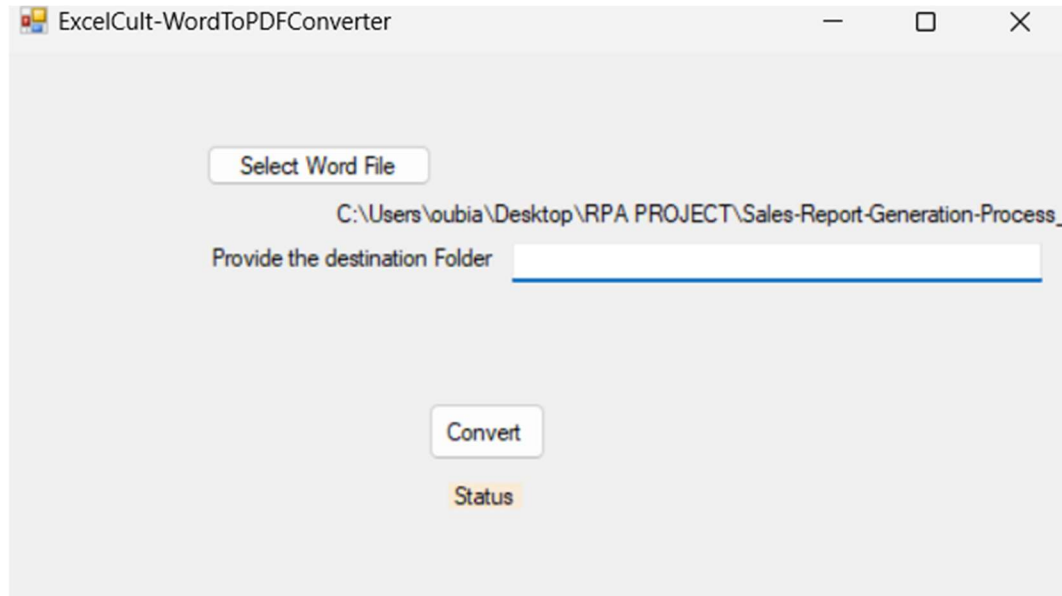 ExcelCult-WordToPDFConverter
Select Word File
C:\Users\oubia\Desktop\RPA PROJECT\Sales-Report-Generation-Process_
Provide the destination Folder
Convert
Status